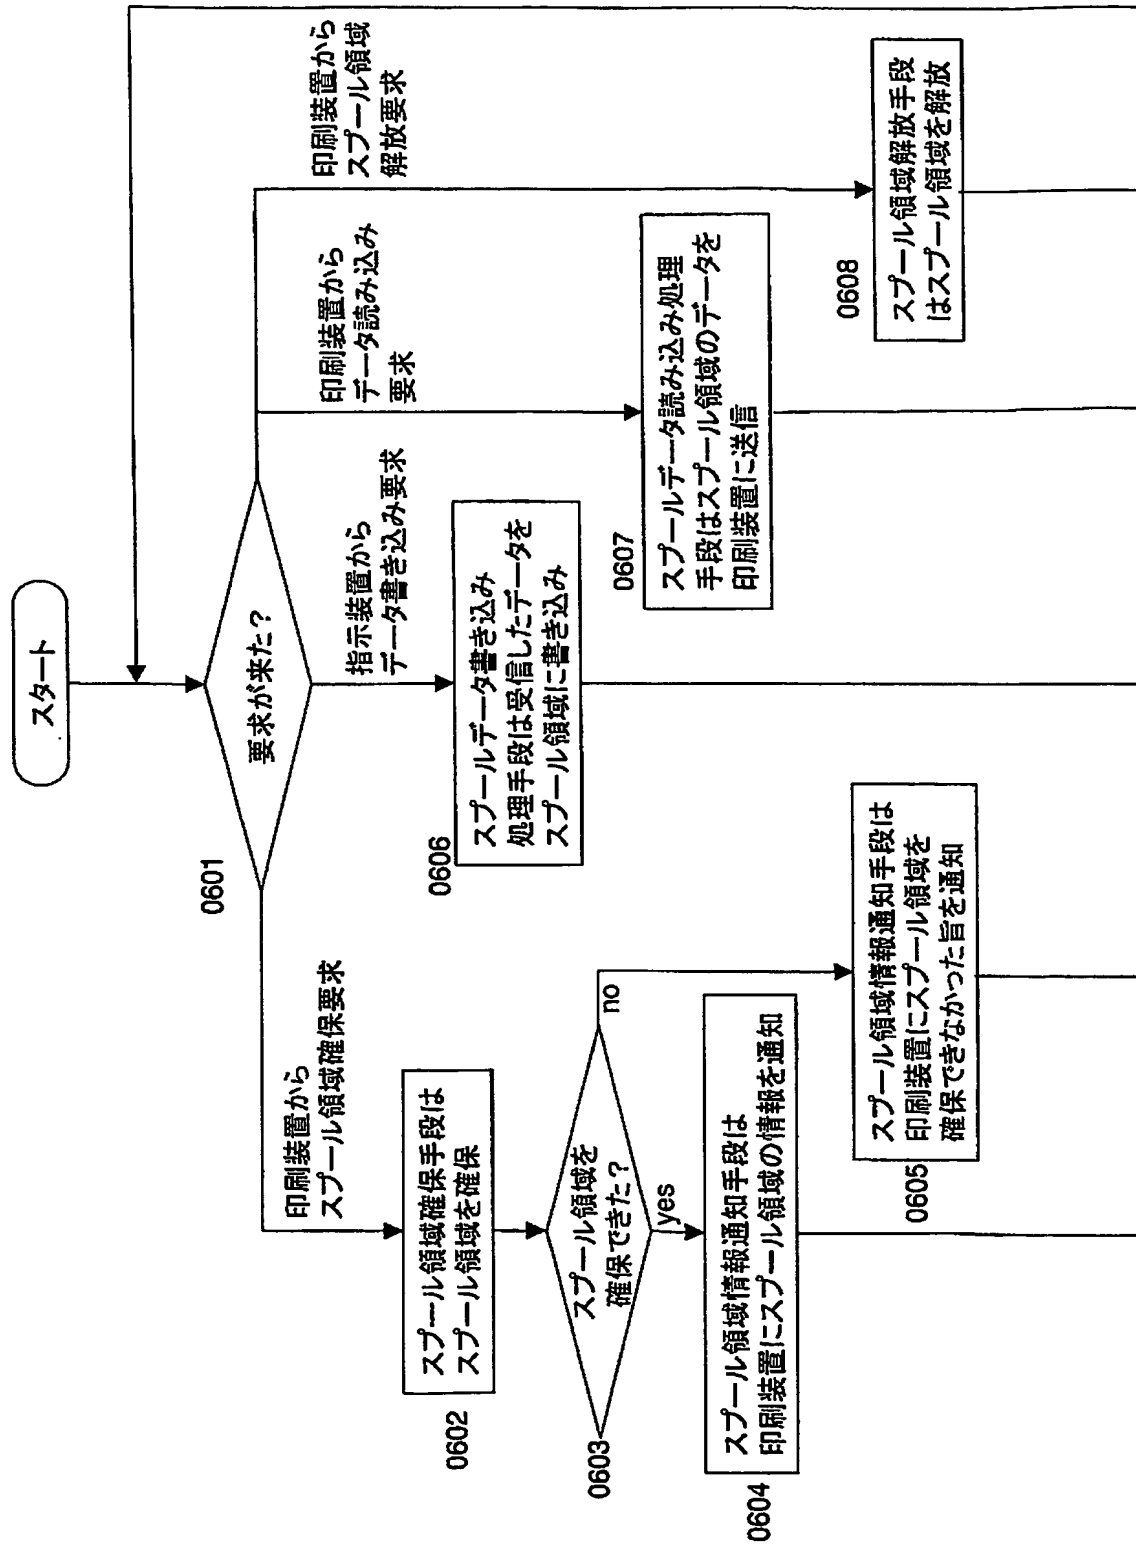 スタート
要求が来た?
0601
印刷装置から
スプール領域確保要求
0602
スプール領域確保手段は
スプール領域を確保
0603
スプール領域を
確保できた?
yes
no
0604
スプール領域情報通知手段は
印刷装置にスプール領域の情報を通知
0605
スプール領域情報通知手段は
印刷装置にスプール領域を
確保できなかった旨を通知
指示装置から
データ書き込み要求
0606
スプールデータ書き込み
処理手段は受信したデータを
スプール領域に書き込み
印刷装置から
データ読み込み
要求
0607
スプールデータ読み込み処理
手段はスプール領域のデータを
印刷装置に送信
印刷装置から
スプール領域
解放要求
0608
スプール領域解放手段
はスプール領域を解放